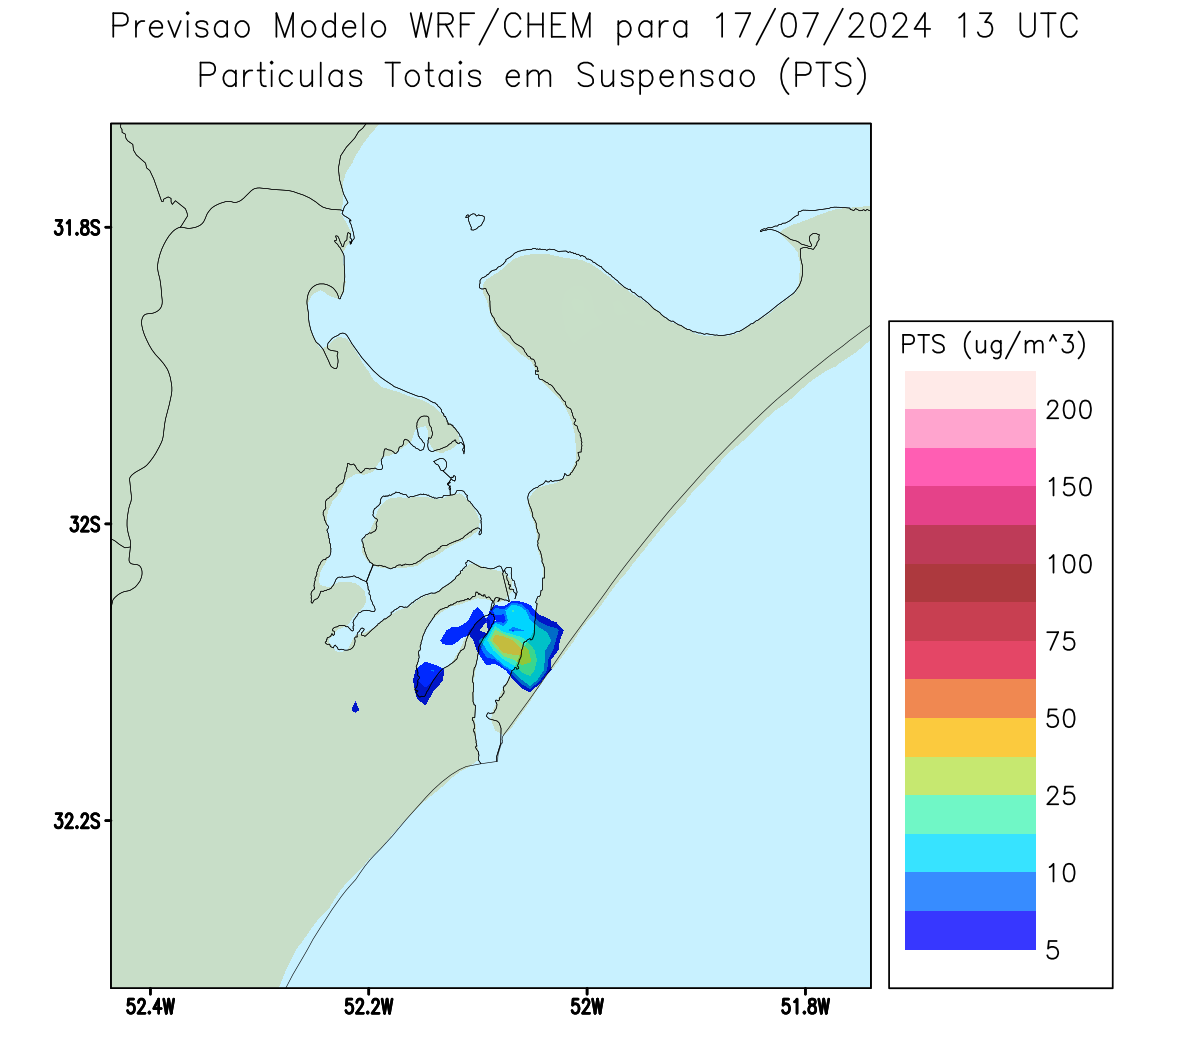 Previsao Modelo WRF/CHEM para 17/07/2024 13 UTC
Particulas Totais em Suspensao (PTS)
31.8S
32S
32.2S
52.4W
52.2W
52W
51.8W
PTS (ug/m^3)
200
150
100
75
50
25
10
5